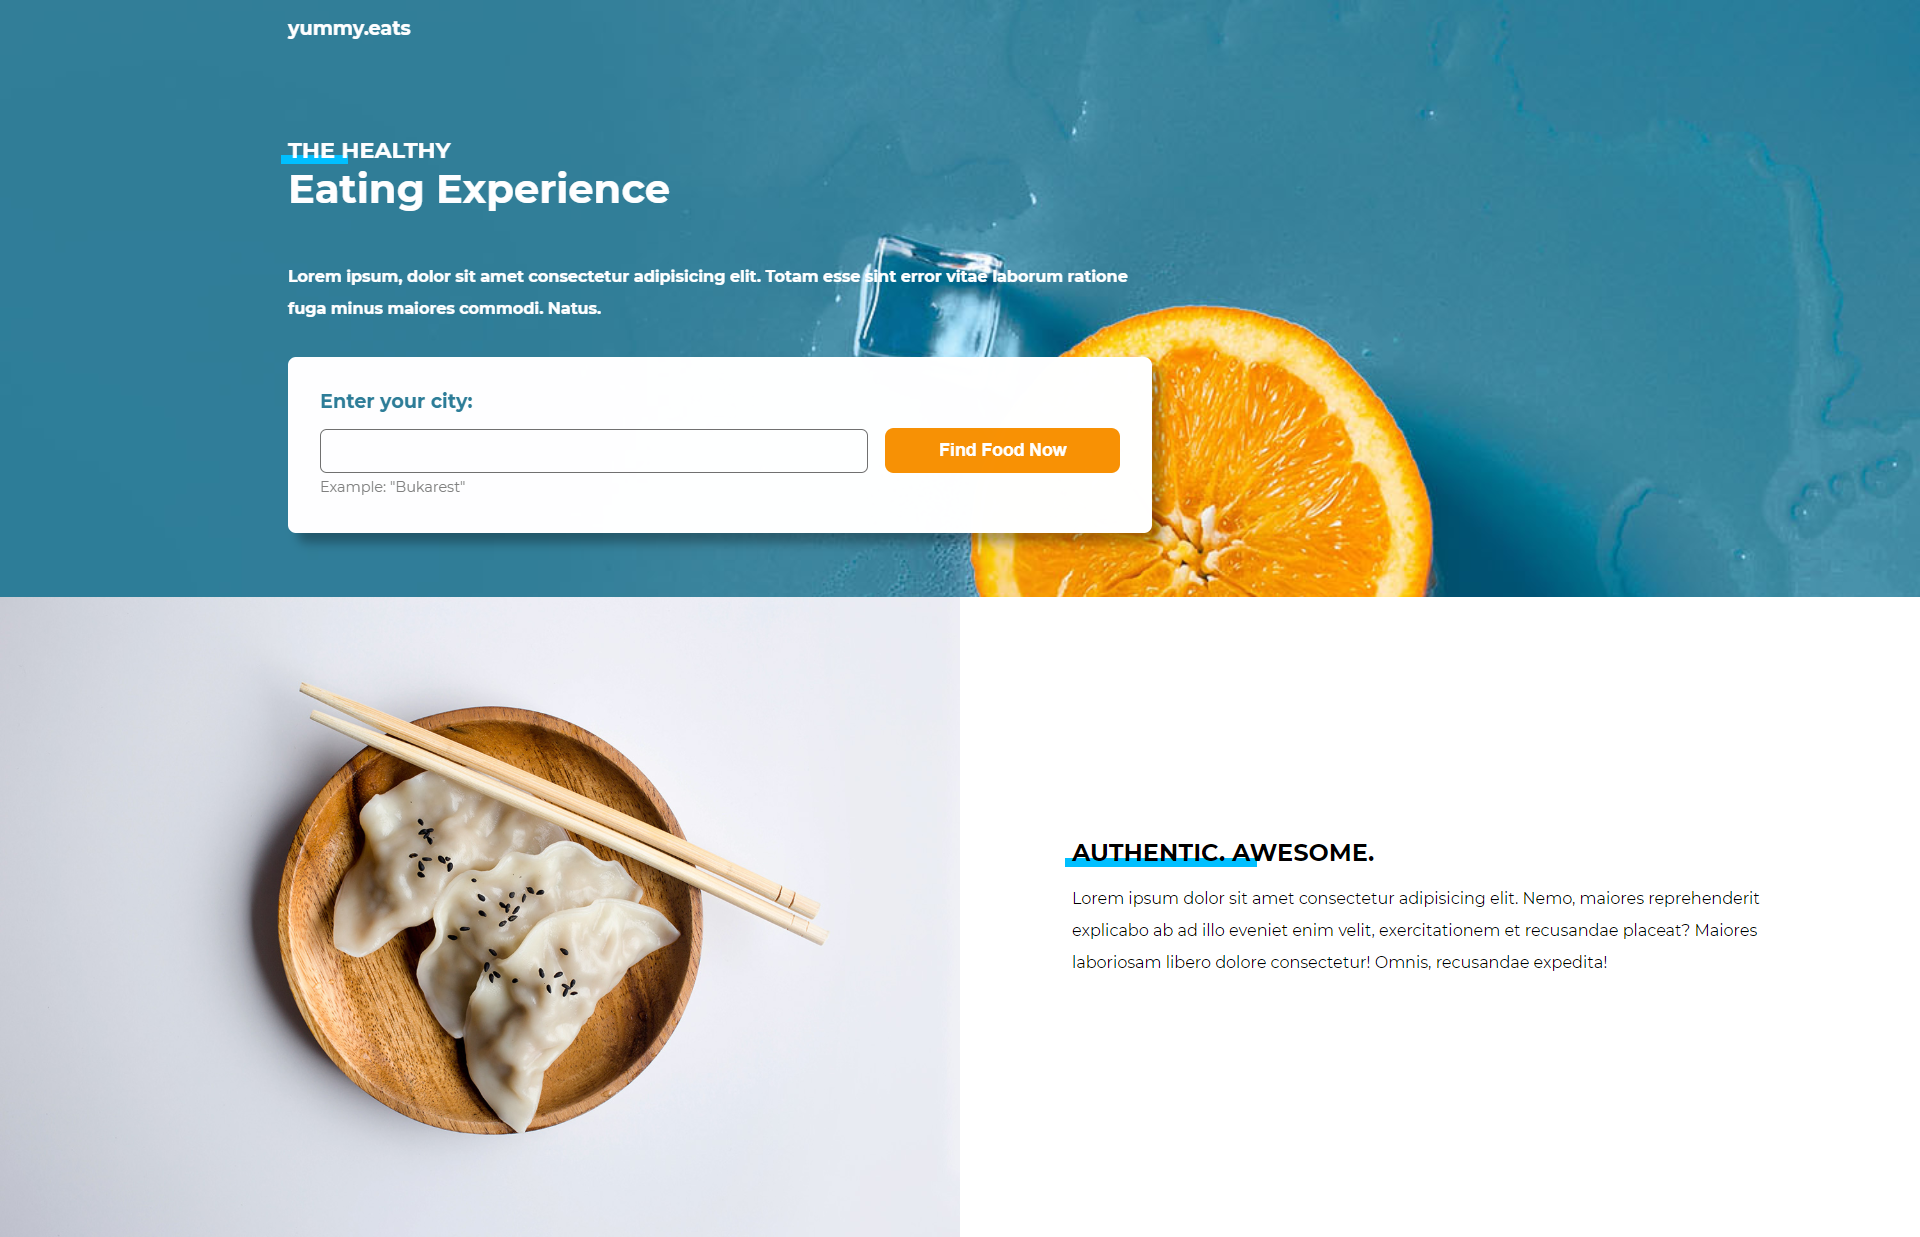 yummy.eats
THE HEALTHY
Eating Experience
Lorem ipsum, dolor sit amet consectetur adipisicing elit. Totam esse sint error vitae laborum ratione
fuga minus maiores commodi. Natus.
Enter your city:
Find Food Now
Example: "Bukarest"
AUTHENTIC. AWESOME.
Lorem ipsum dolor sit amet consectetur adipisicing elit. Nemo, maiores reprehenderit
explicabo ab ad illo eveniet enim velit, exercitationem et recusandae placeat? Maiores
laboriosam libero dolore consectetur! Omnis, recusandae expedita!